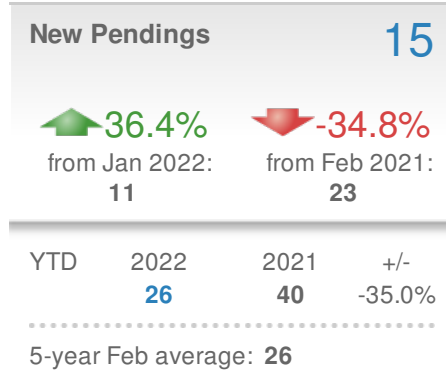 New Pendings 15
36.4% -34.8%
from Jan 2022: from Feb 2021:
11 23
YTD 2022 2021 +/-
26 40 -35.0%
5-year Feb average: 26